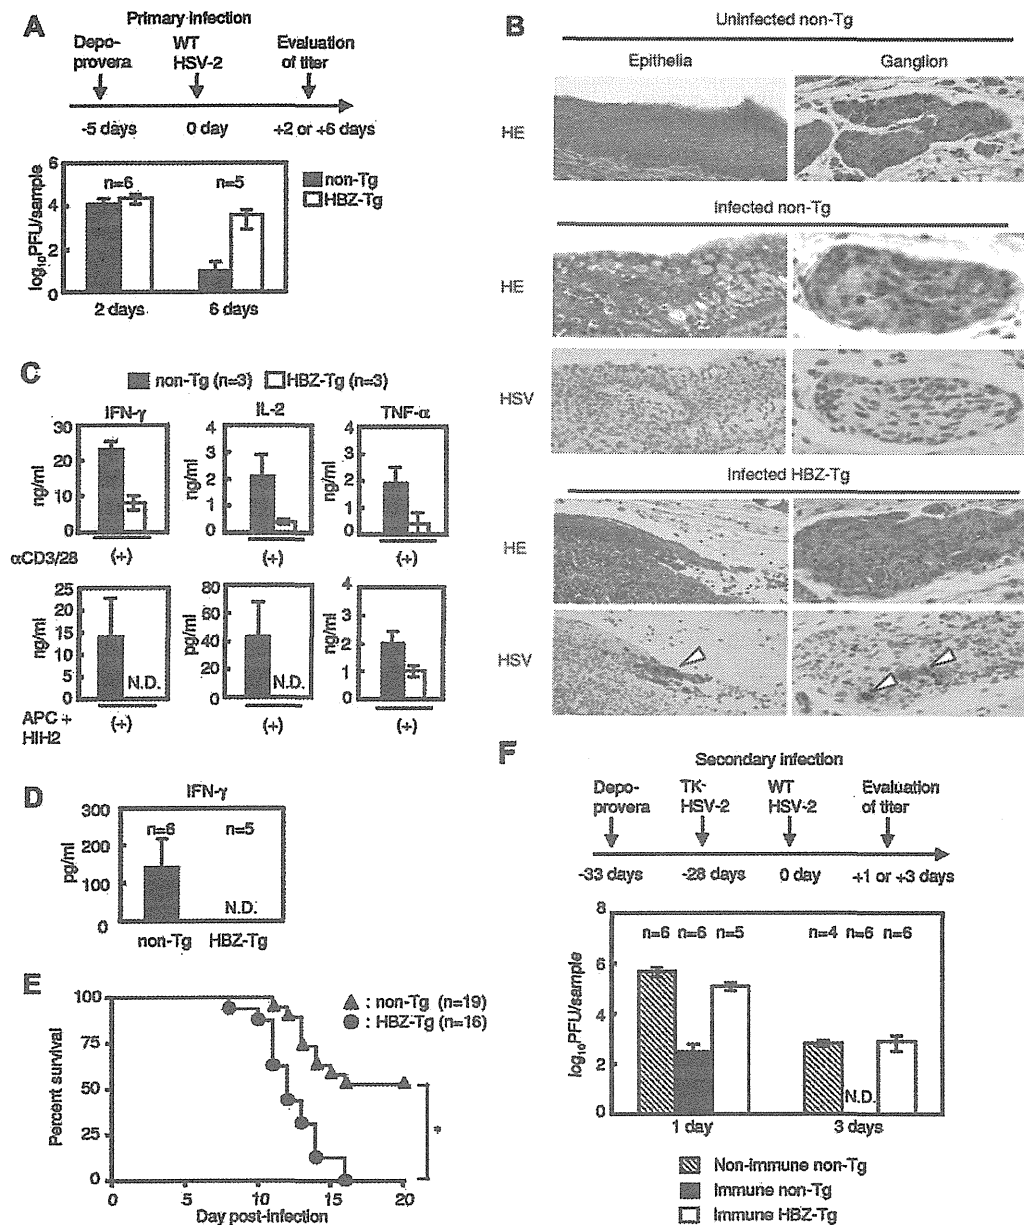 A
Primary infection
Depo-
provera
WT
HSV-2
Evaluation
of titer
-5 days
0 day
+2 or +6 days
log10PFU/sample
6
4
2
0
n=6
n=5
non-Tg
HBZ-Tg
2 days
6 days
B
Uninfected non-Tg
Epithelia
Ganglion
HE
Infected non-Tg
HE
HSV
Infected HBZ-Tg
HE
HSV
C
non-Tg (n=3)
HBZ-Tg (n=3)
IFN-γ
IL-2
TNF-α
ng/ml
30
20
10
0
ng/ml
4
3
2
1
0
ng/ml
4
3
2
1
0
αCD3/28
(+)
(+)
(+)
ng/ml
25
20
15
10
5
0
N.D.
pg/ml
80
60
40
20
0
N.D.
ng/ml
4
3
2
1
0
APC +
HIH2
(+)
(+)
(+)
D
IFN-γ
pg/ml
300
200
100
0
n=6
n=5
N.D.
non-Tg
HBZ-Tg
E
Percent survival
100
75
50
25
0
: non-Tg (n=19)
: HBZ-Tg (n=16)
*
0
5
10
15
20
Day post-infection
F
Secondary infection
Depo-
provera
TK-
HSV-2
WT
HSV-2
Evaluation
of titer
-33 days
-28 days
0 day
+1 or +3 days
log10PFU/sample
8
6
4
2
0
n=6
n=6
n=5
n=4
n=6
n=6
N.D.
1 day
3 days
Non-immune non-Tg
Immune non-Tg
Immune HBZ-Tg